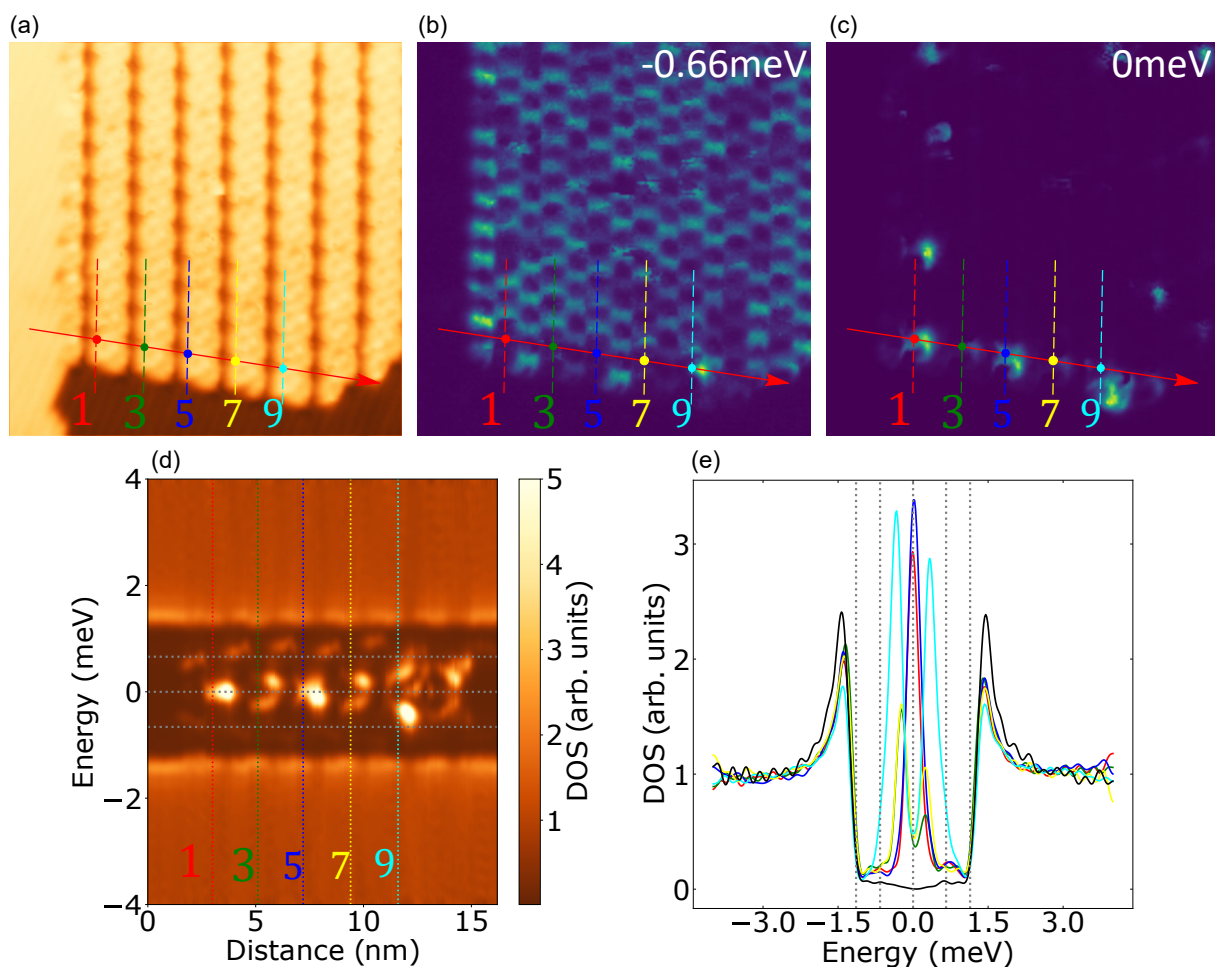 (a)
(b)
(c)
-0.66meV
0meV
1 3 5 7 9
1 3 5 7 9
1 3 5 7 9
(d)
(e)
4
2
0
−2
−4
Energy (meV)
1 3 5 7 9
0 5 10 15
Distance (nm)
5
4
3
2
1
DOS (arb. units)
3
2
1
0
DOS (arb. units)
−3.0 −1.5 0.0 1.5 3.0
Energy (meV)